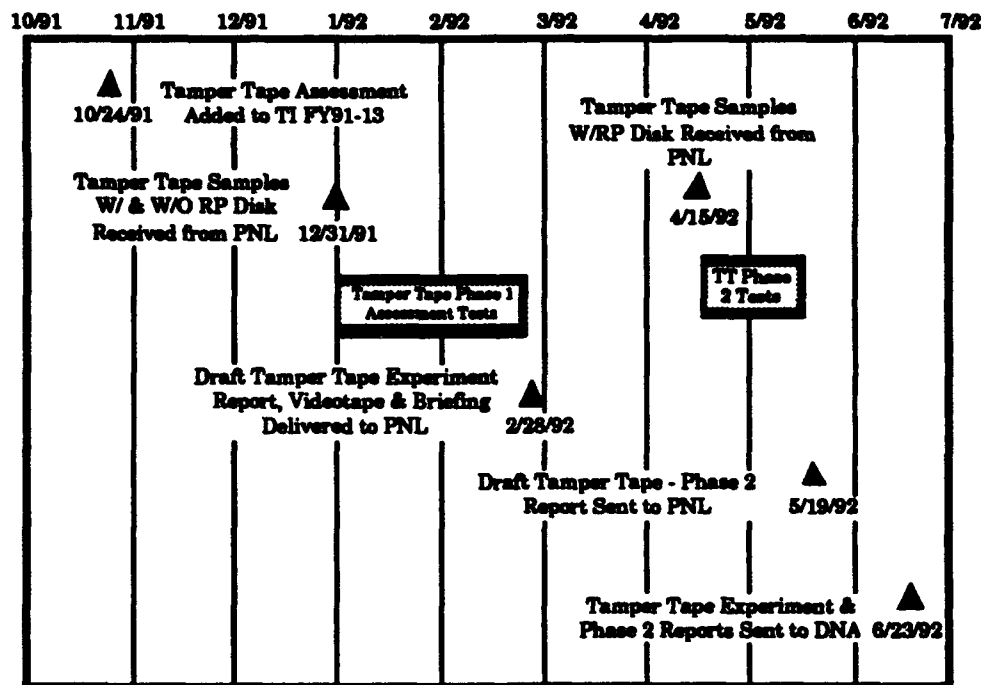 10/91 11/91 12/91 1/92 2/92 3/92 4/92 5/92 6/92 7/92
Tamper Tape Assessment
Added to TI FY91-13
10/24/91
Tamper Tape Samples
W/RP Disk Received from
PNL
4/15/92
Tamper Tape Samples
W/ & W/O RP Disk
Received from PNL 12/31/91
Tamper Tape Phase 1
Assessment Tests
TT Phase
2 Tests
Draft Tamper Tape Experiment
Report, Videotape & Briefing
Delivered to PNL 2/28/92
Draft Tamper Tape - Phase 2
Report Sent to PNL 5/19/92
Tamper Tape Experiment &
Phase 2 Reports Sent to DNA 6/23/92